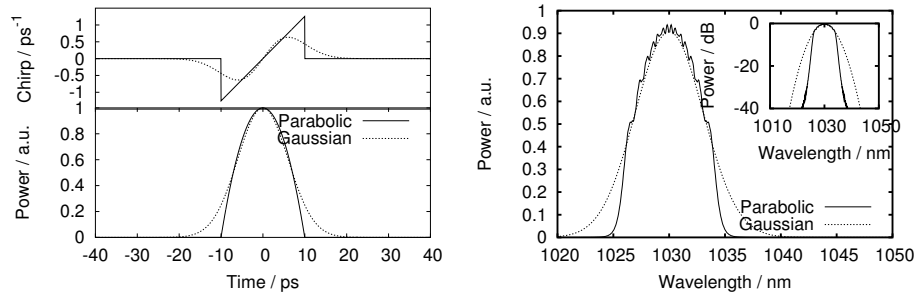 Chirp / ps-1
1
0.5
0
-0.5
-1
Power / a.u.
1
0.8
0.6
0.4
0.2
0
Parabolic
Gaussian
-40 -30 -20 -10 0 10 20 30 40
Time / ps
Power / a.u.
1
0.9
0.8
0.7
0.6
0.5
0.4
0.3
0.2
0.1
0
Power / dB
0
-20
-40
1010 1030 1050
Wavelength / nm
Parabolic
Gaussian
1020 1025 1030 1035 1040 1045 1050
Wavelength / nm